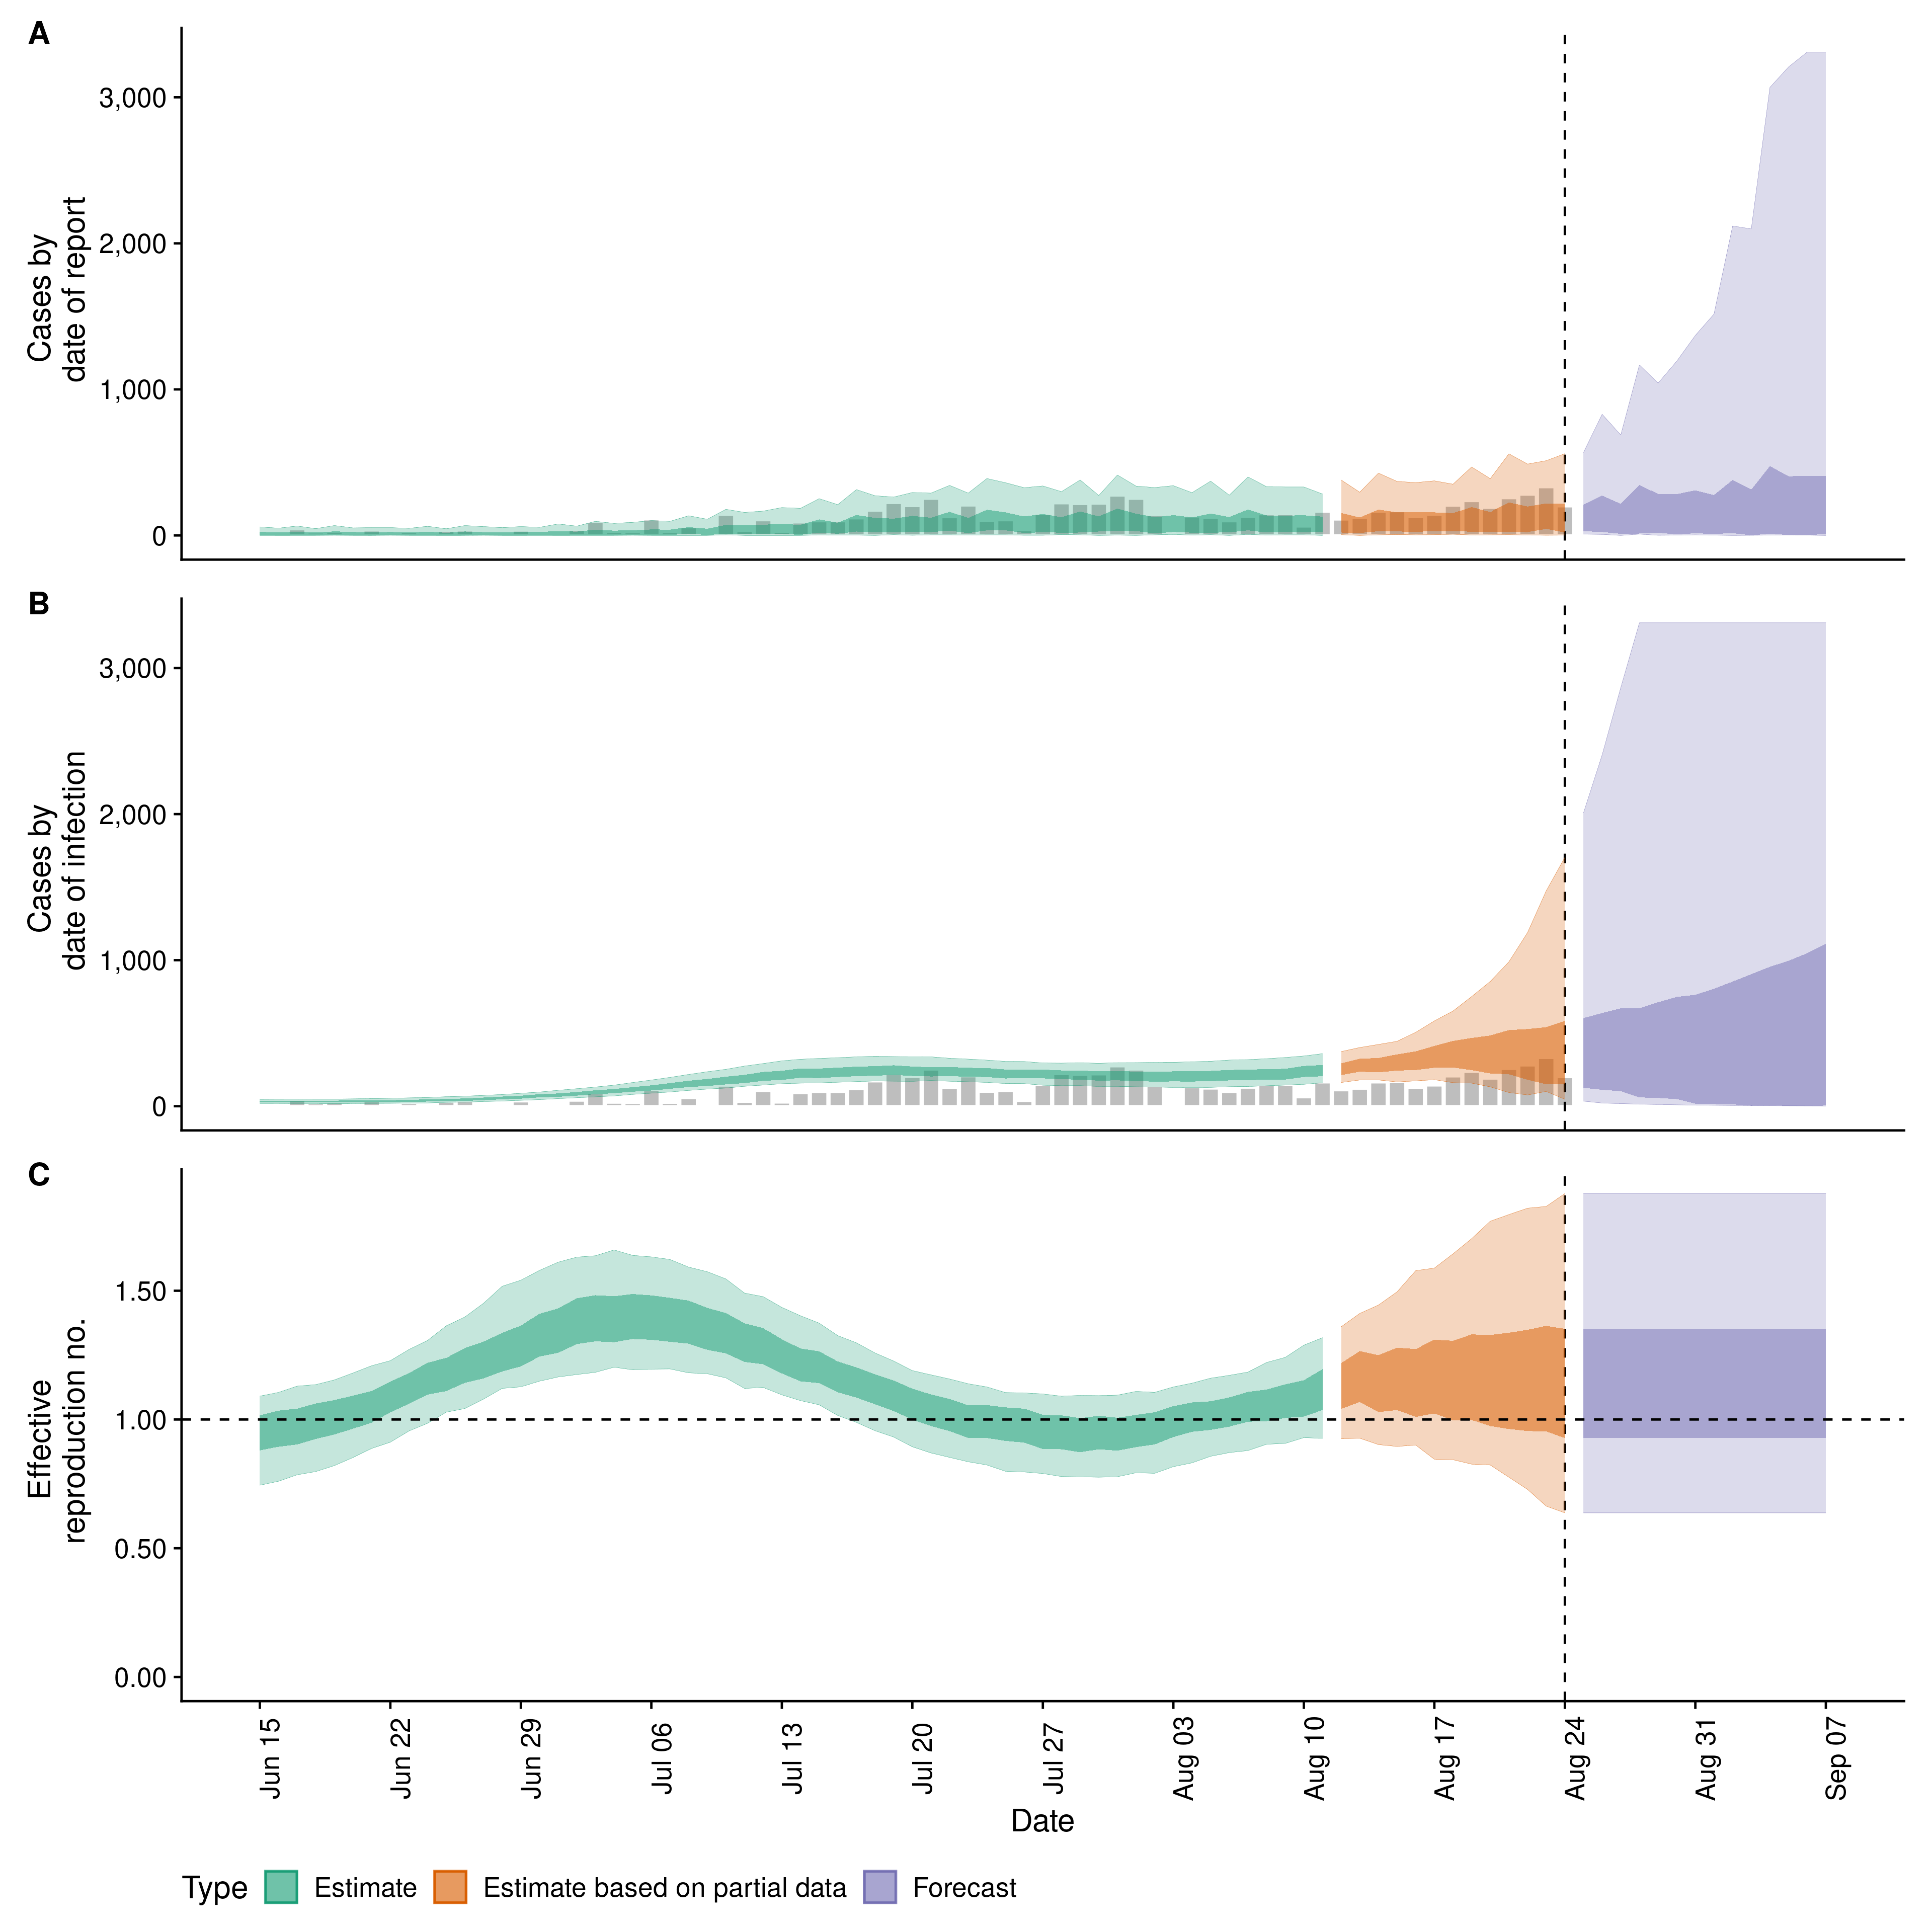 A
Cases by
date of report
3,000
2,000
1,000
0
B
Cases by
date of infection
3,000
2,000
1,000
0
C
Effective
reproduction no.
1.50
1.00
0.50
0.00
Jun 15
Jun 22
Jun 29
Jul 06
Jul 13
Jul 20
Jul 27
Aug 03
Aug 10
Aug 17
Aug 24
Aug 31
Sep 07
Date
Type Estimate Estimate based on partial data Forecast